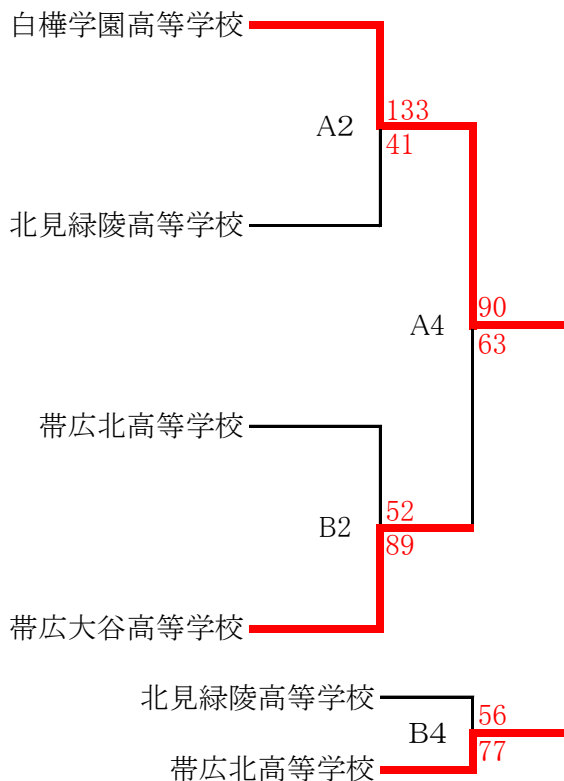 白樺学園高等学校
133
A2
41
北見緑陵高等学校
90
A4
63
帯広北高等学校
52
B2
89
帯広大谷高等学校
北見緑陵高等学校
56
B4
77
帯広北高等学校